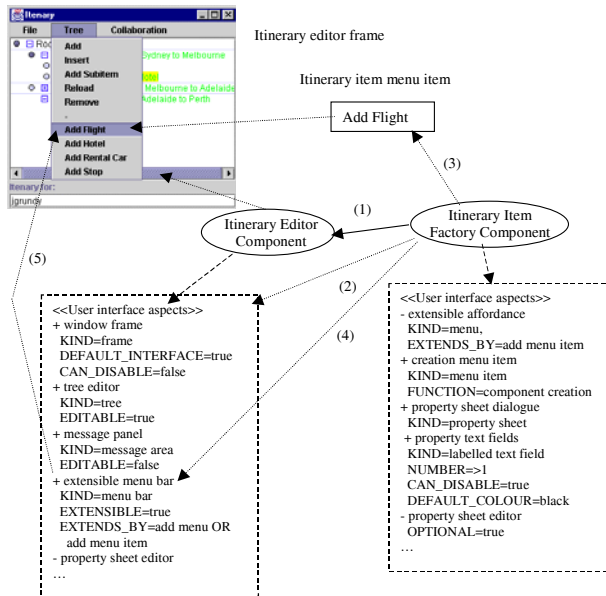 Itenary
File Tree Collaboration
Add
Insert
Add Subitem
Reload
Remove
-
Add Flight
Add Hotel
Add Rental Car
Add Stop
Sydney to Melbourne
Melbourne to Adelaide
Adelaide to Perth
Itenary for:
jgrundy
Itinerary editor frame
Itinerary item menu item
Add Flight
(3)
(1)
Itinerary Editor
Component
Itinerary Item
Factory Component
(5)
(2)
(4)
<<User interface aspects>>
+ window frame
KIND=frame
DEFAULT_INTERFACE=true
CAN_DISABLE=false
+ tree editor
KIND=tree
EDITABLE=true
+ message panel
KIND=message area
EDITABLE=false
+ extensible menu bar
KIND=menu bar
EXTENSIBLE=true
EXTENDS_BY=add menu OR
add menu item
- property sheet editor
…
<<User interface aspects>>
- extensible affordance
KIND=menu,
EXTENDS_BY=add menu item
+ creation menu item
KIND=menu item
FUNCTION=component creation
+ property sheet dialogue
KIND=property sheet
+ property text fields
KIND=labelled text field
NUMBER=>1
CAN_DISABLE=true
DEFAULT_COLOUR=black
- property sheet editor
OPTIONAL=true
…